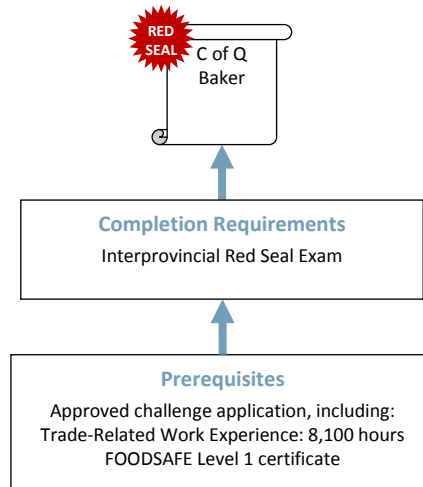 RED
SEAL
C of Q
Baker
Completion Requirements
Interprovincial Red Seal Exam
Prerequisites
Approved challenge application, including:
Trade-Related Work Experience: 8,100 hours
FOODSAFE Level 1 certificate